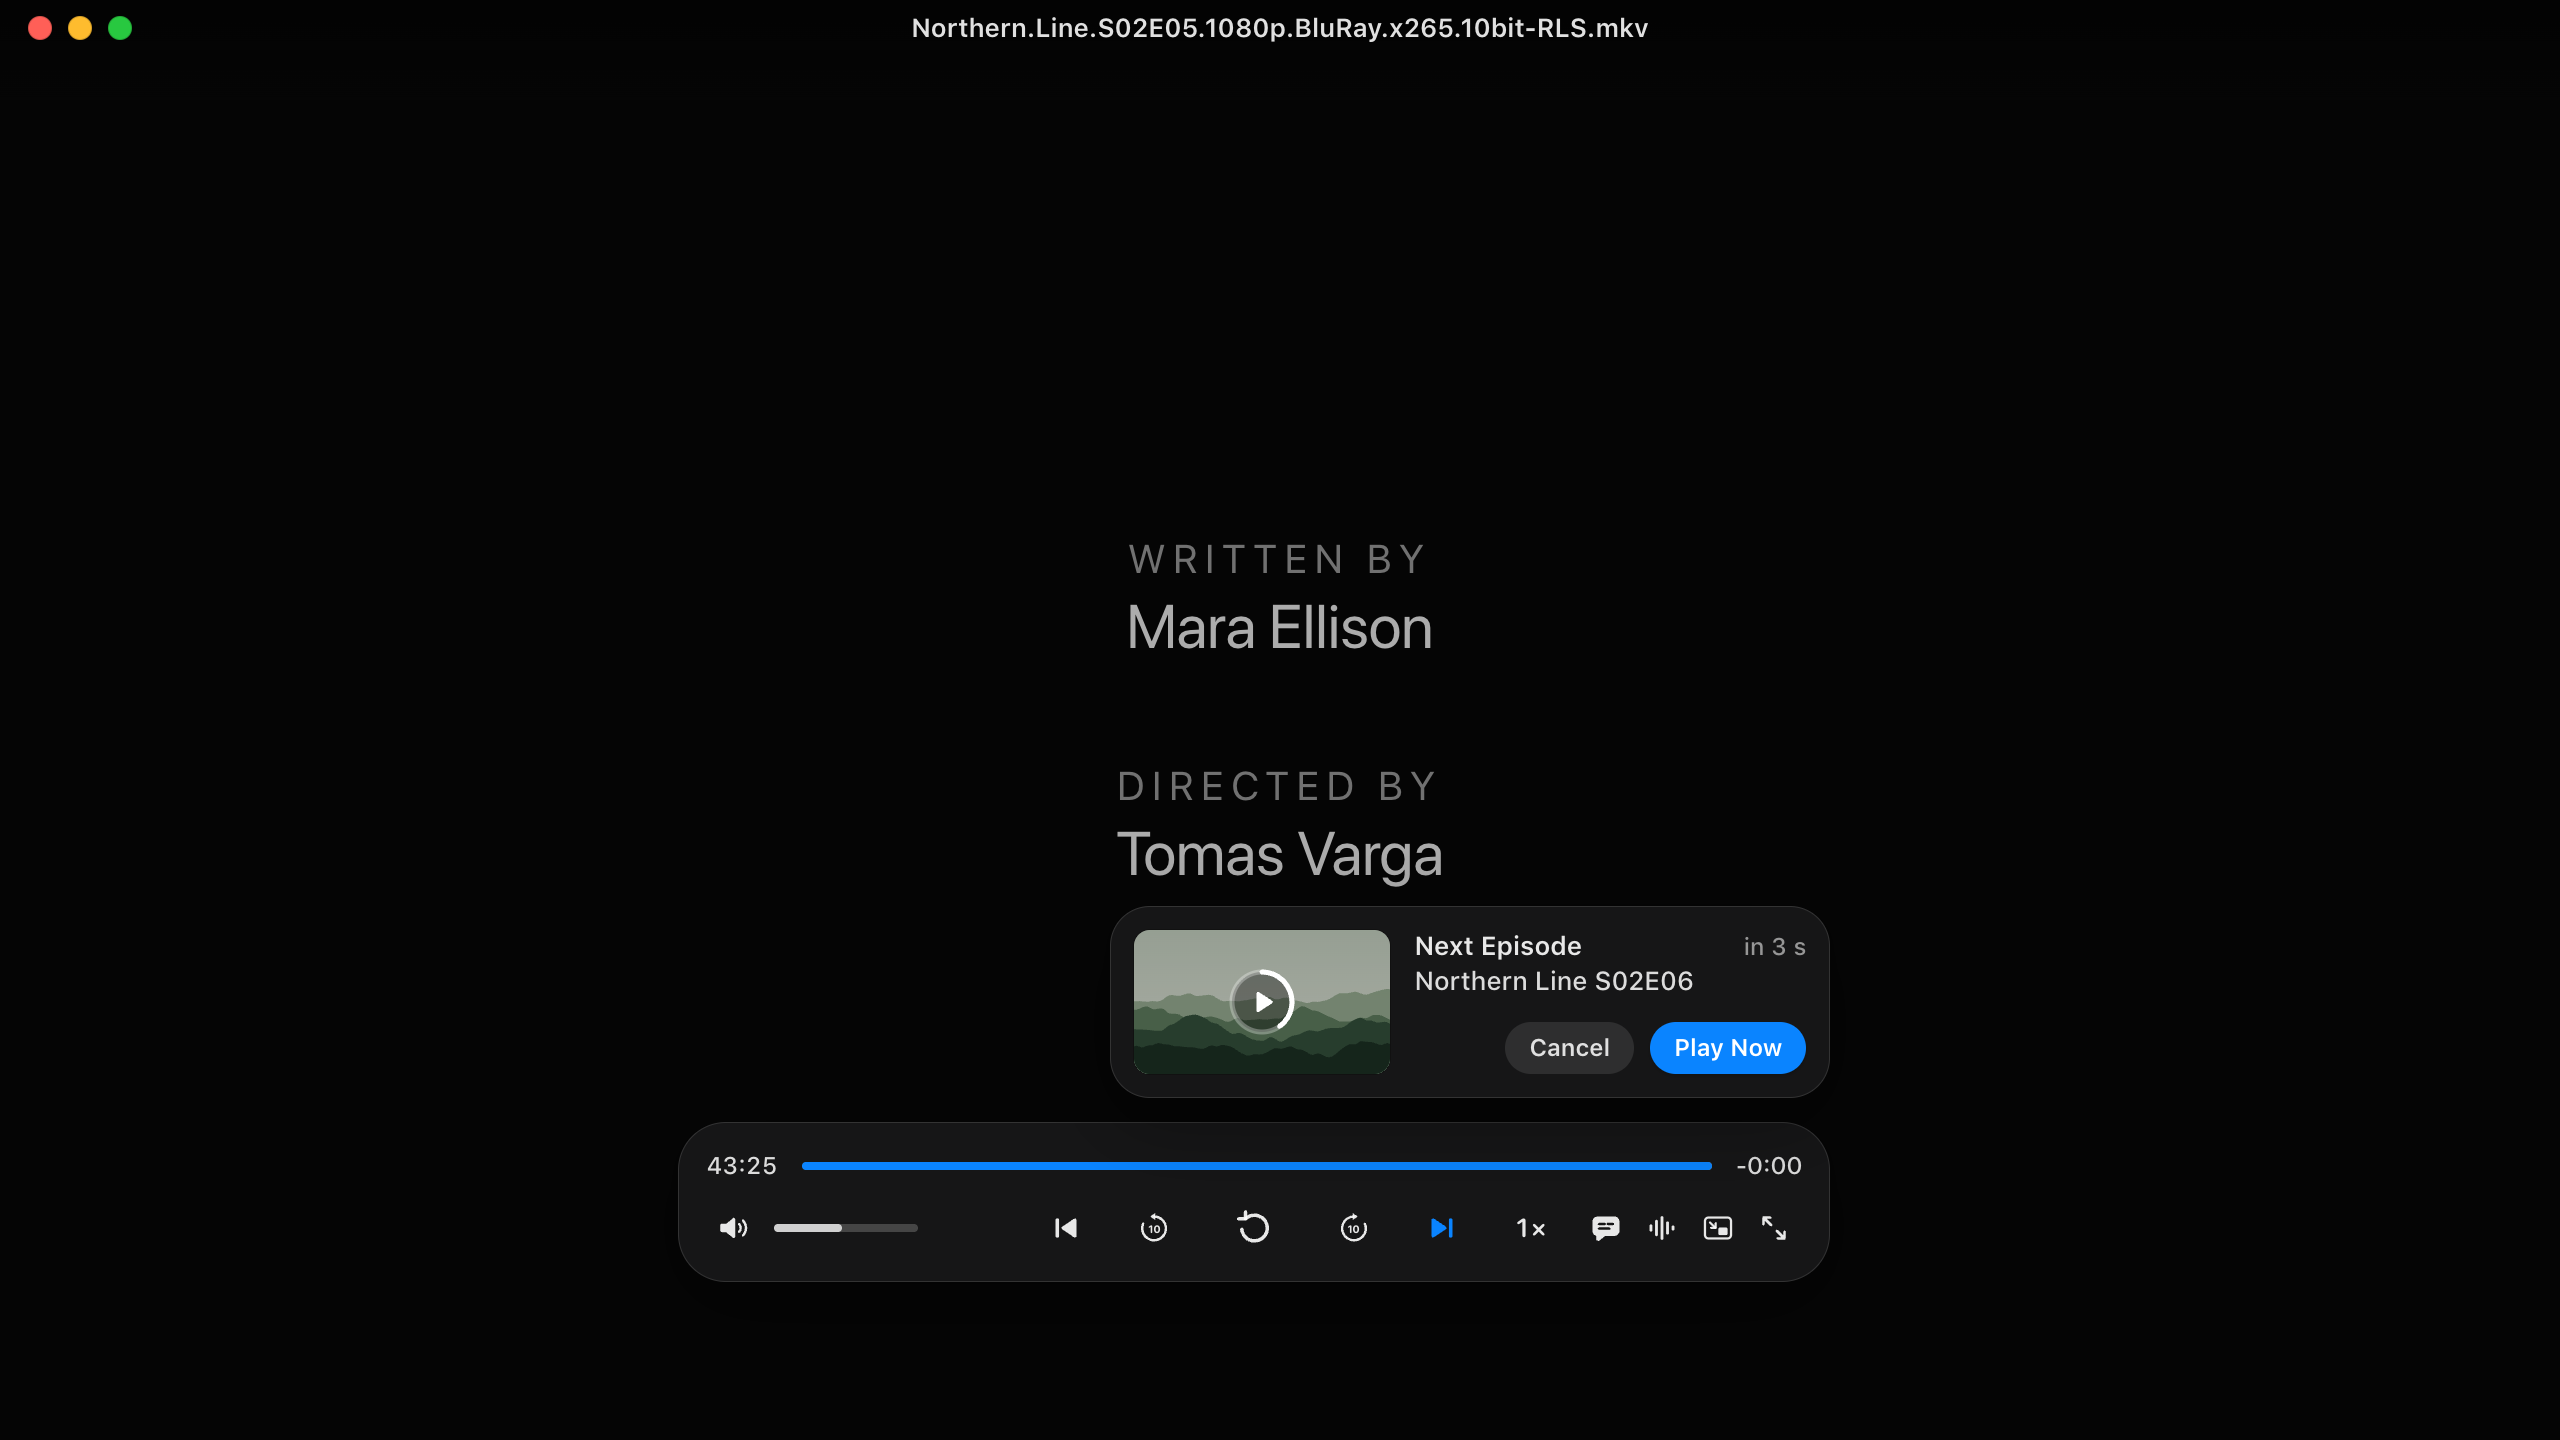 Northern.Line.S02E05.1080p.BluRay.x265.10bit-RLS.mkv
WRITTEN BY
Mara Ellison
DIRECTED BY
Tomas Varga
Next Episode in 3 s
Northern Line S02E06
Cancel Play Now
43:25 -0:00
10 10 1×